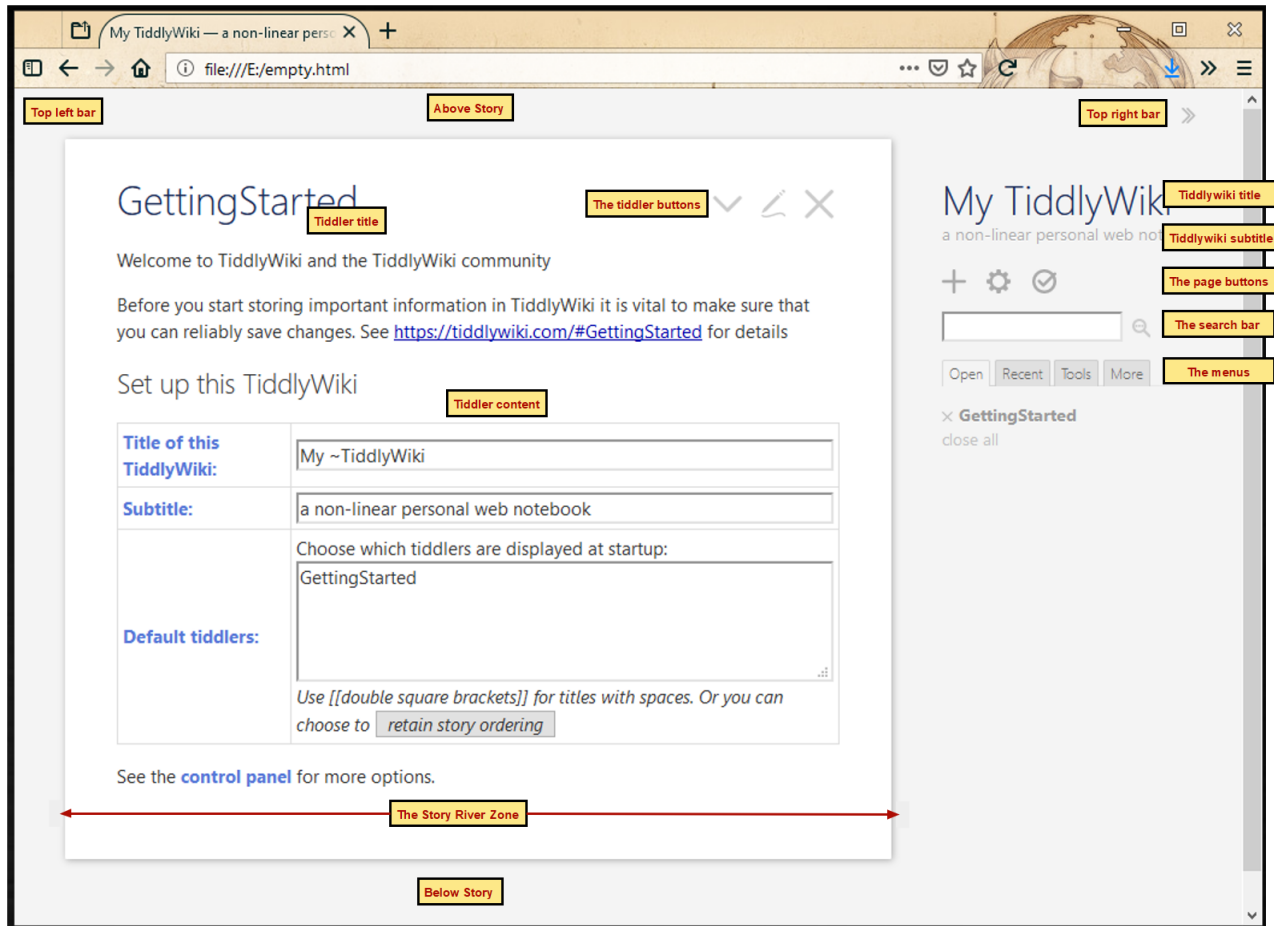 My TiddlyWiki — a non-linear perso
file:///E:/empty.html
Top left bar
Above Story
Top right bar
GettingStarted
Tiddler title
The tiddler buttons
Welcome to TiddlyWiki and the TiddlyWiki community
Before you start storing important information in TiddlyWiki it is vital to make sure that
you can reliably save changes. See https://tiddlywiki.com/#GettingStarted for details
Set up this TiddlyWiki
Tiddler content
Title of this
TiddlyWiki:
My ~TiddlyWiki
Subtitle:
a non-linear personal web notebook
Default tiddlers:
Choose which tiddlers are displayed at startup:
GettingStarted
Use [[double square brackets]] for titles with spaces. Or you can
choose to retain story ordering
See the control panel for more options.
The Story River Zone
Below Story
My TiddlyWiki
Tiddlywiki title
a non-linear personal web not
Tiddlywiki subtitle
The page buttons
The search bar
Open Recent Tools More
The menus
× GettingStarted
close all